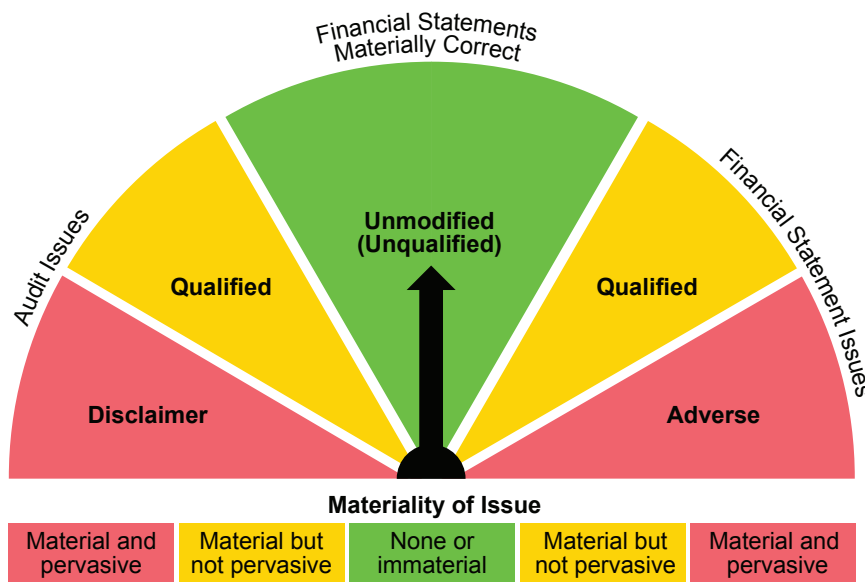 Financial Statements
Materially Correct
Audit Issues
Financial Statement Issues
Unmodified
(Unqualified)
Qualified
Qualified
Disclaimer
Adverse
Materiality of Issue
Material and
pervasive
Material but
not pervasive
None or
immaterial
Material but
not pervasive
Material and
pervasive